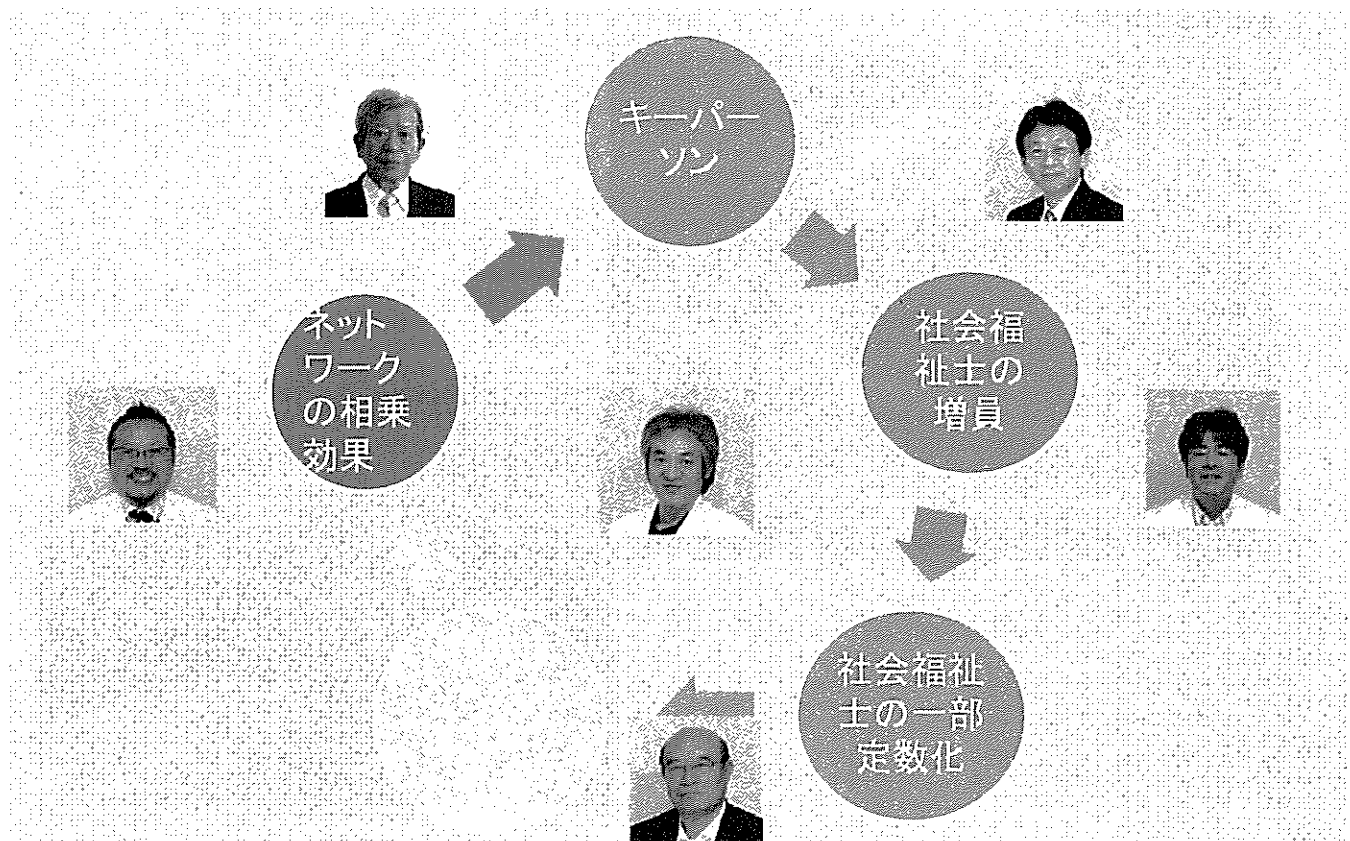 キーパー
ソン
ネット
ワーク
の相乗
効果
社会福
祉士の
増員
社会福祉
士の一部
定数化